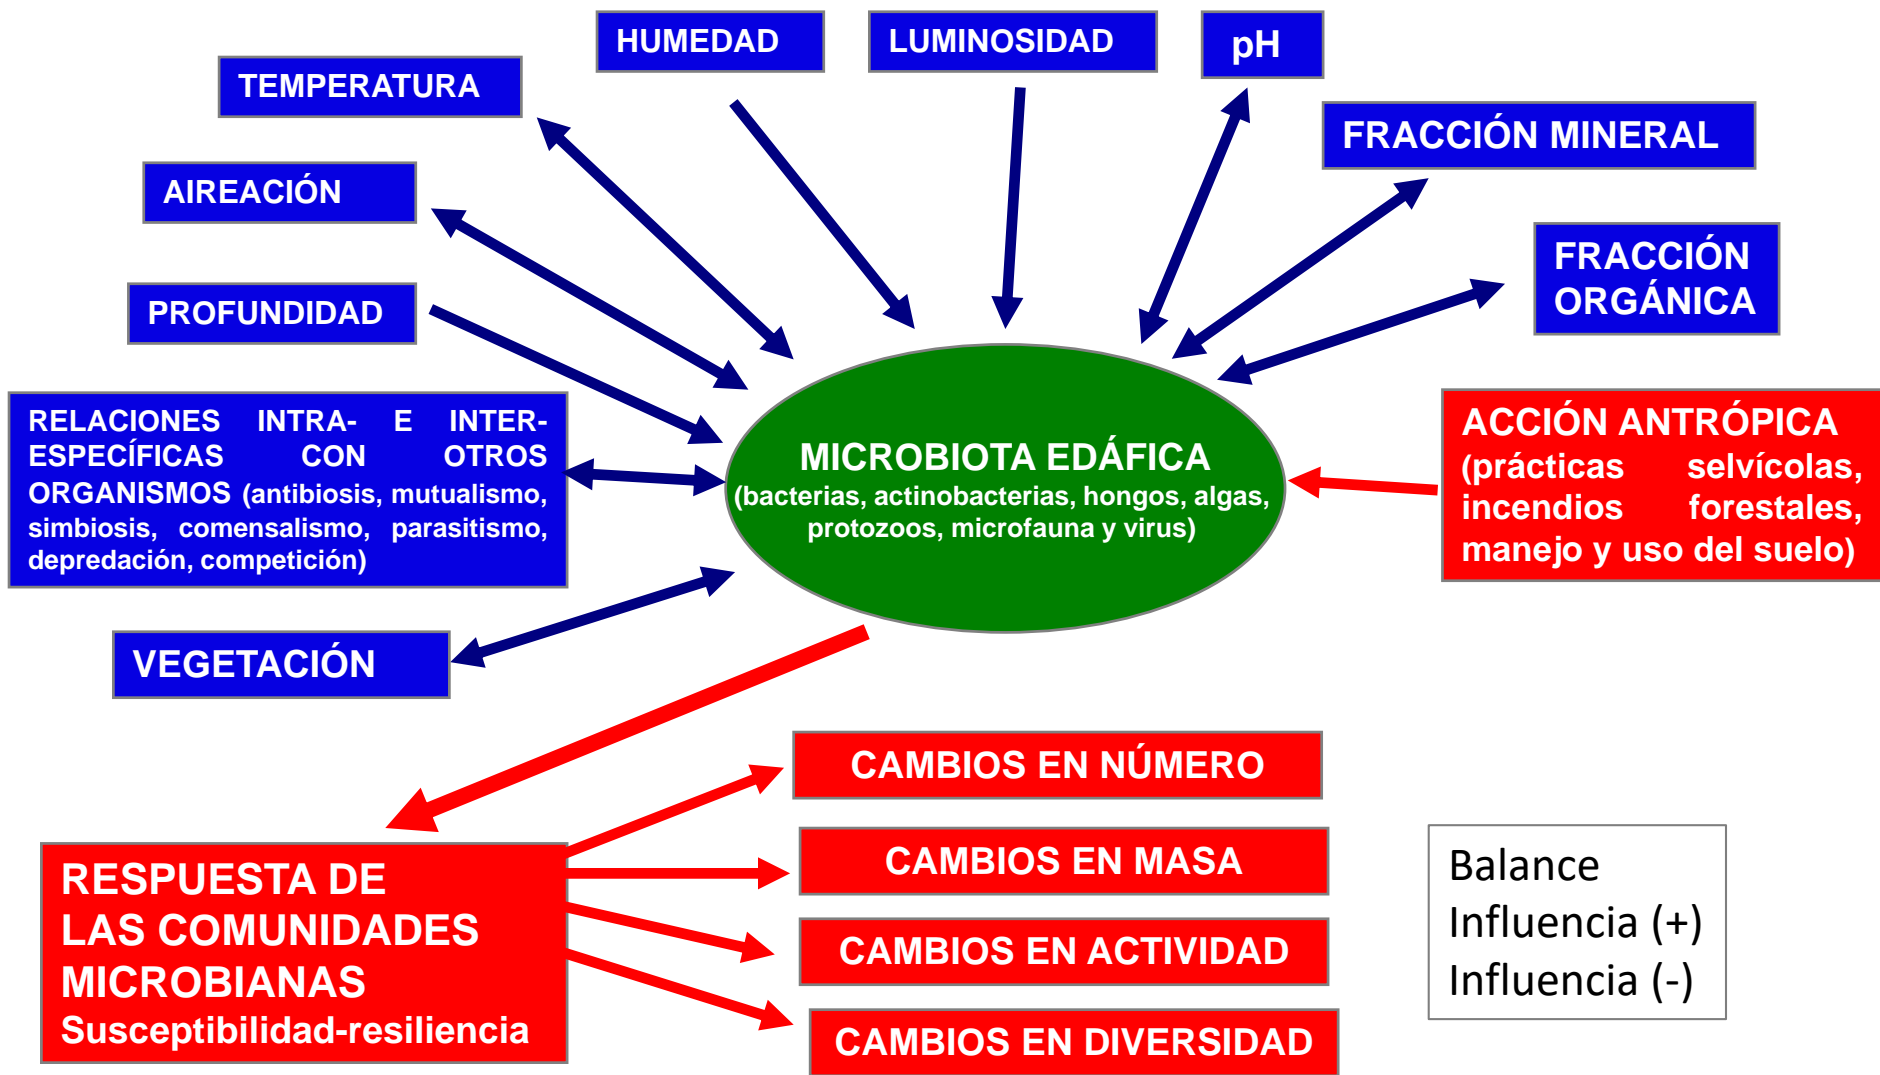 HUMEDAD
LUMINOSIDAD
pH
TEMPERATURA
FRACCIÓN MINERAL
AIREACIÓN
FRACCIÓN
ORGÁNICA
PROFUNDIDAD
RELACIONES INTRA- E INTER-
ESPECÍFICAS CON OTROS
ORGANISMOS (antibiosis, mutualismo,
simbiosis, comensalismo, parasitismo,
depredación, competición)
MICROBIOTA EDÁFICA
(bacterias, actinobacterias, hongos, algas,
protozoos, microfauna y virus)
ACCIÓN ANTRÓPICA
(prácticas selvícolas,
incendios forestales,
manejo y uso del suelo)
VEGETACIÓN
CAMBIOS EN NÚMERO
CAMBIOS EN MASA
CAMBIOS EN ACTIVIDAD
CAMBIOS EN DIVERSIDAD
RESPUESTA DE
LAS COMUNIDADES
MICROBIANAS
Susceptibilidad-resiliencia
Balance
Influencia (+)
Influencia (-)